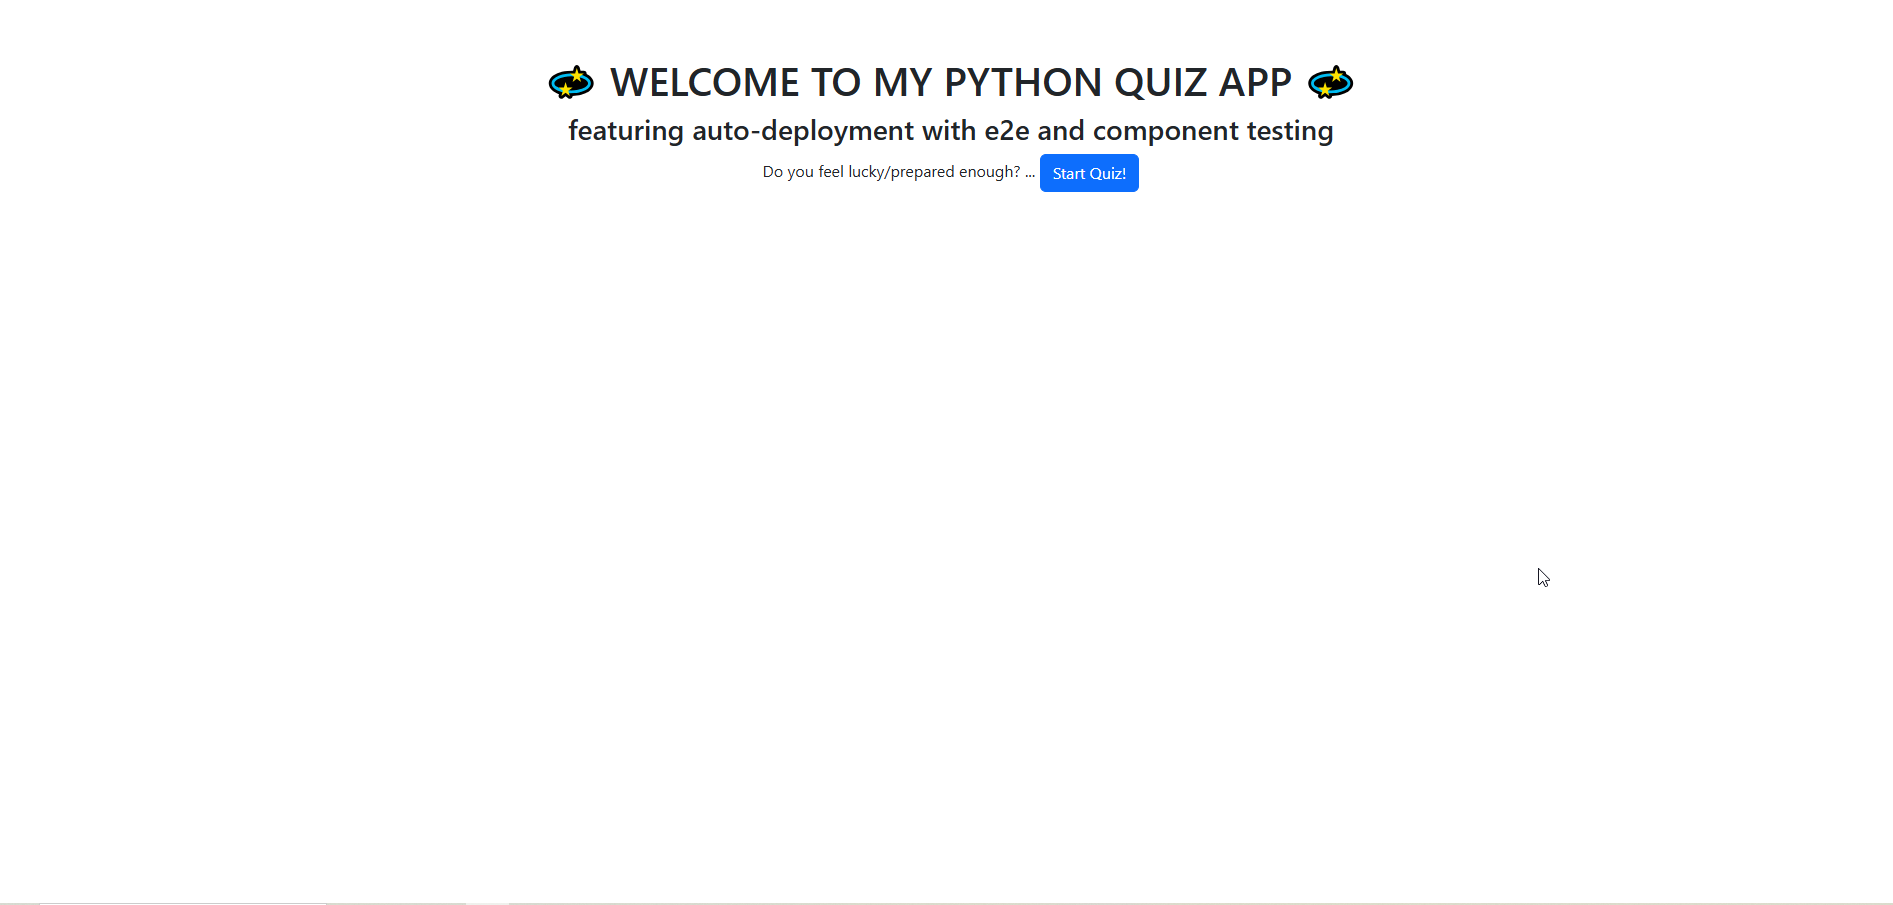 💫 WELCOME TO MY PYTHON QUIZ APP 💫
featuring auto-deployment with e2e and component testing
Do you feel lucky/prepared enough? ... Start Quiz!